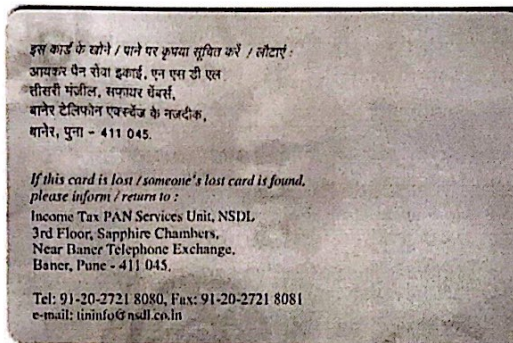 इस कार्ड के खोने / पाने पर कृपया सूचित करें / लौटाएं :
आयकर पैन सेवा इकाई, एन एस डी एल
तीसरी मंजील, सफायर चेंबर्स,
बानेर टेलिफोन एक्स्चेंज के नजदीक,
बानेर, पुना - 411 045.
If this card is lost / someone's lost card is found,
please inform / return to :
Income Tax PAN Services Unit, NSDL
3rd Floor, Sapphire Chambers,
Near Baner Telephone Exchange,
Baner, Pune - 411 045.
Tel: 91-20-2721 8080, Fax: 91-20-2721 8081
e-mail: tininfo@nsdl.co.in